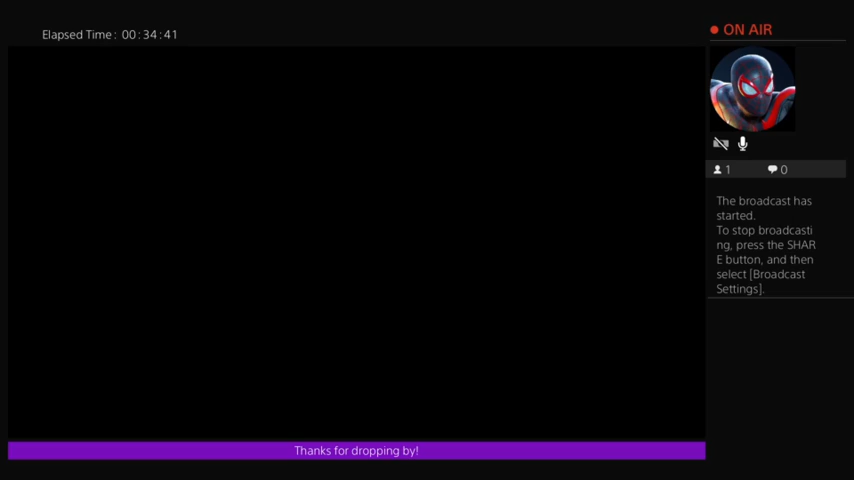 Elapsed Time: 00:34:41
ON AIR
1
0
The broadcast has
started.
To stop broadcasti
ng, press the SHAR
E button, and then
select [Broadcast
Settings].
Thanks for dropping by!